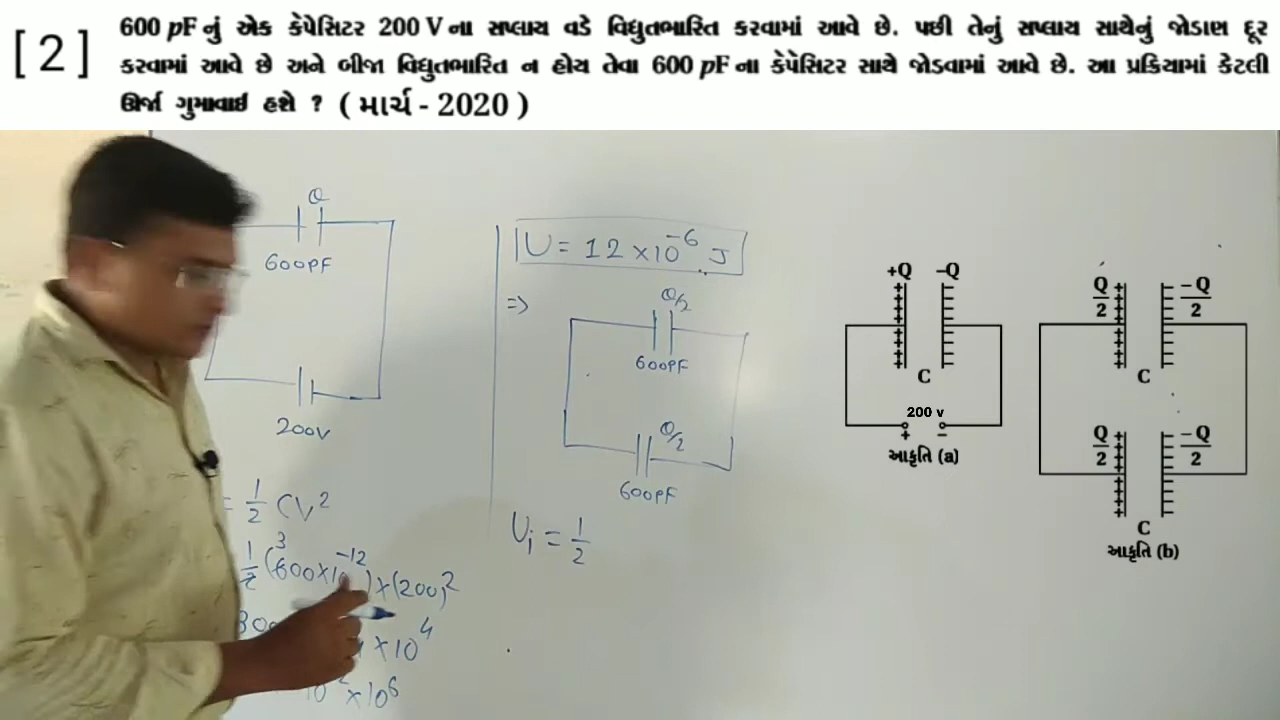 [2] 600 pF નું એક કેપેસિટર 200 V ના સપ્લાય વડે વિદ્યુતભારિત કરવામાં આવે છે. પછી તેનું સપ્લાય સાથેનું જોડાણ દૂર
કરવામાં આવે છે અને બીજા વિદ્યુતભારિત ન હોય તેવા 600 pF ના કેપેસિટર સાથે જોડવામાં આવે છે. આ પ્રક્રિયામાં કેટલી
ઊર્જા ગુમાવાઈ હશે ? ( માર્ચ - 2020 )
Q
600PF
200V
= 1/2 CV²
1/2 (600×10⁻¹²) × (200)²
3
×10⁴
×10⁶
U = 12 ×10⁻⁶ J
=>
Q/2
600PF
Q/2
600PF
Ui = 1/2
+Q –Q
C
200 v
+ –
આકૃતિ (a)
Q/2 –Q/2
C
Q/2 –Q/2
C
આકૃતિ (b)